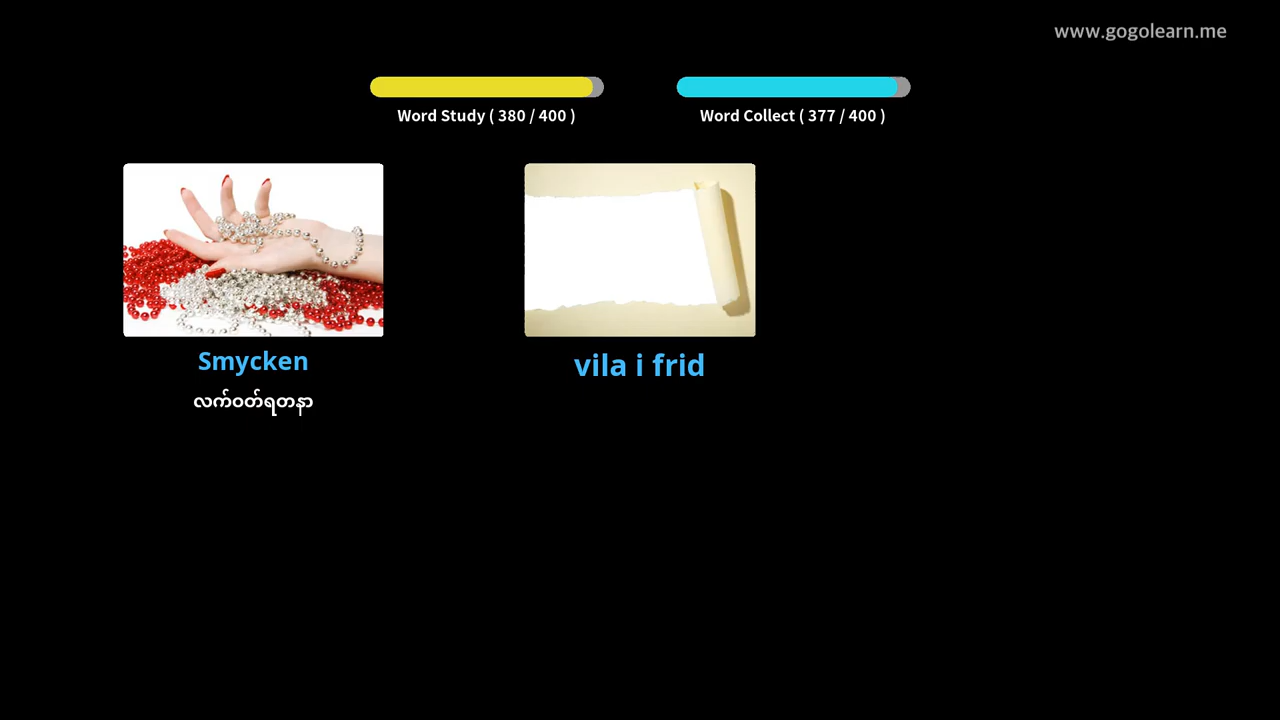 www.gogolearn.me
Word Study ( 380 / 400 )
Word Collect ( 377 / 400 )
Smycken
လက်ဝတ်ရတနာ
vila i frid